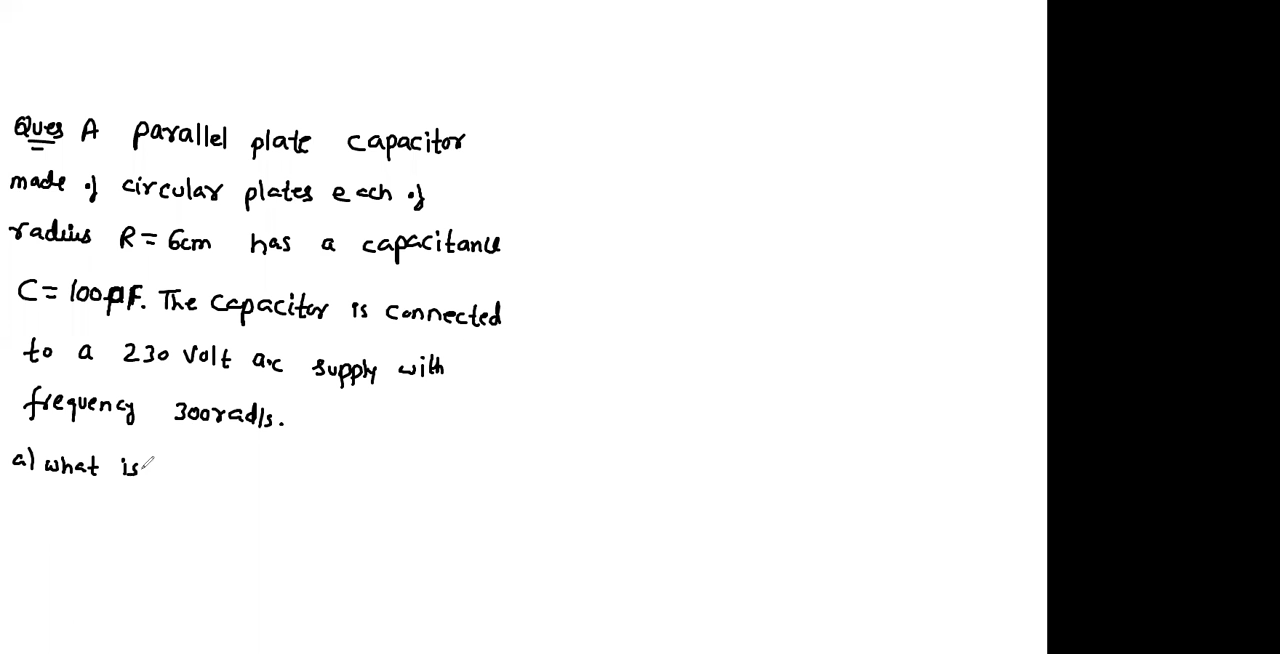 Ques A parallel plate capacitor
made of circular plates each of
radius R = 6cm has a capacitance
C = 100pF. The capacitor is connected
to a 230 volt a.c supply with
frequency 300rad/s.
a) what is